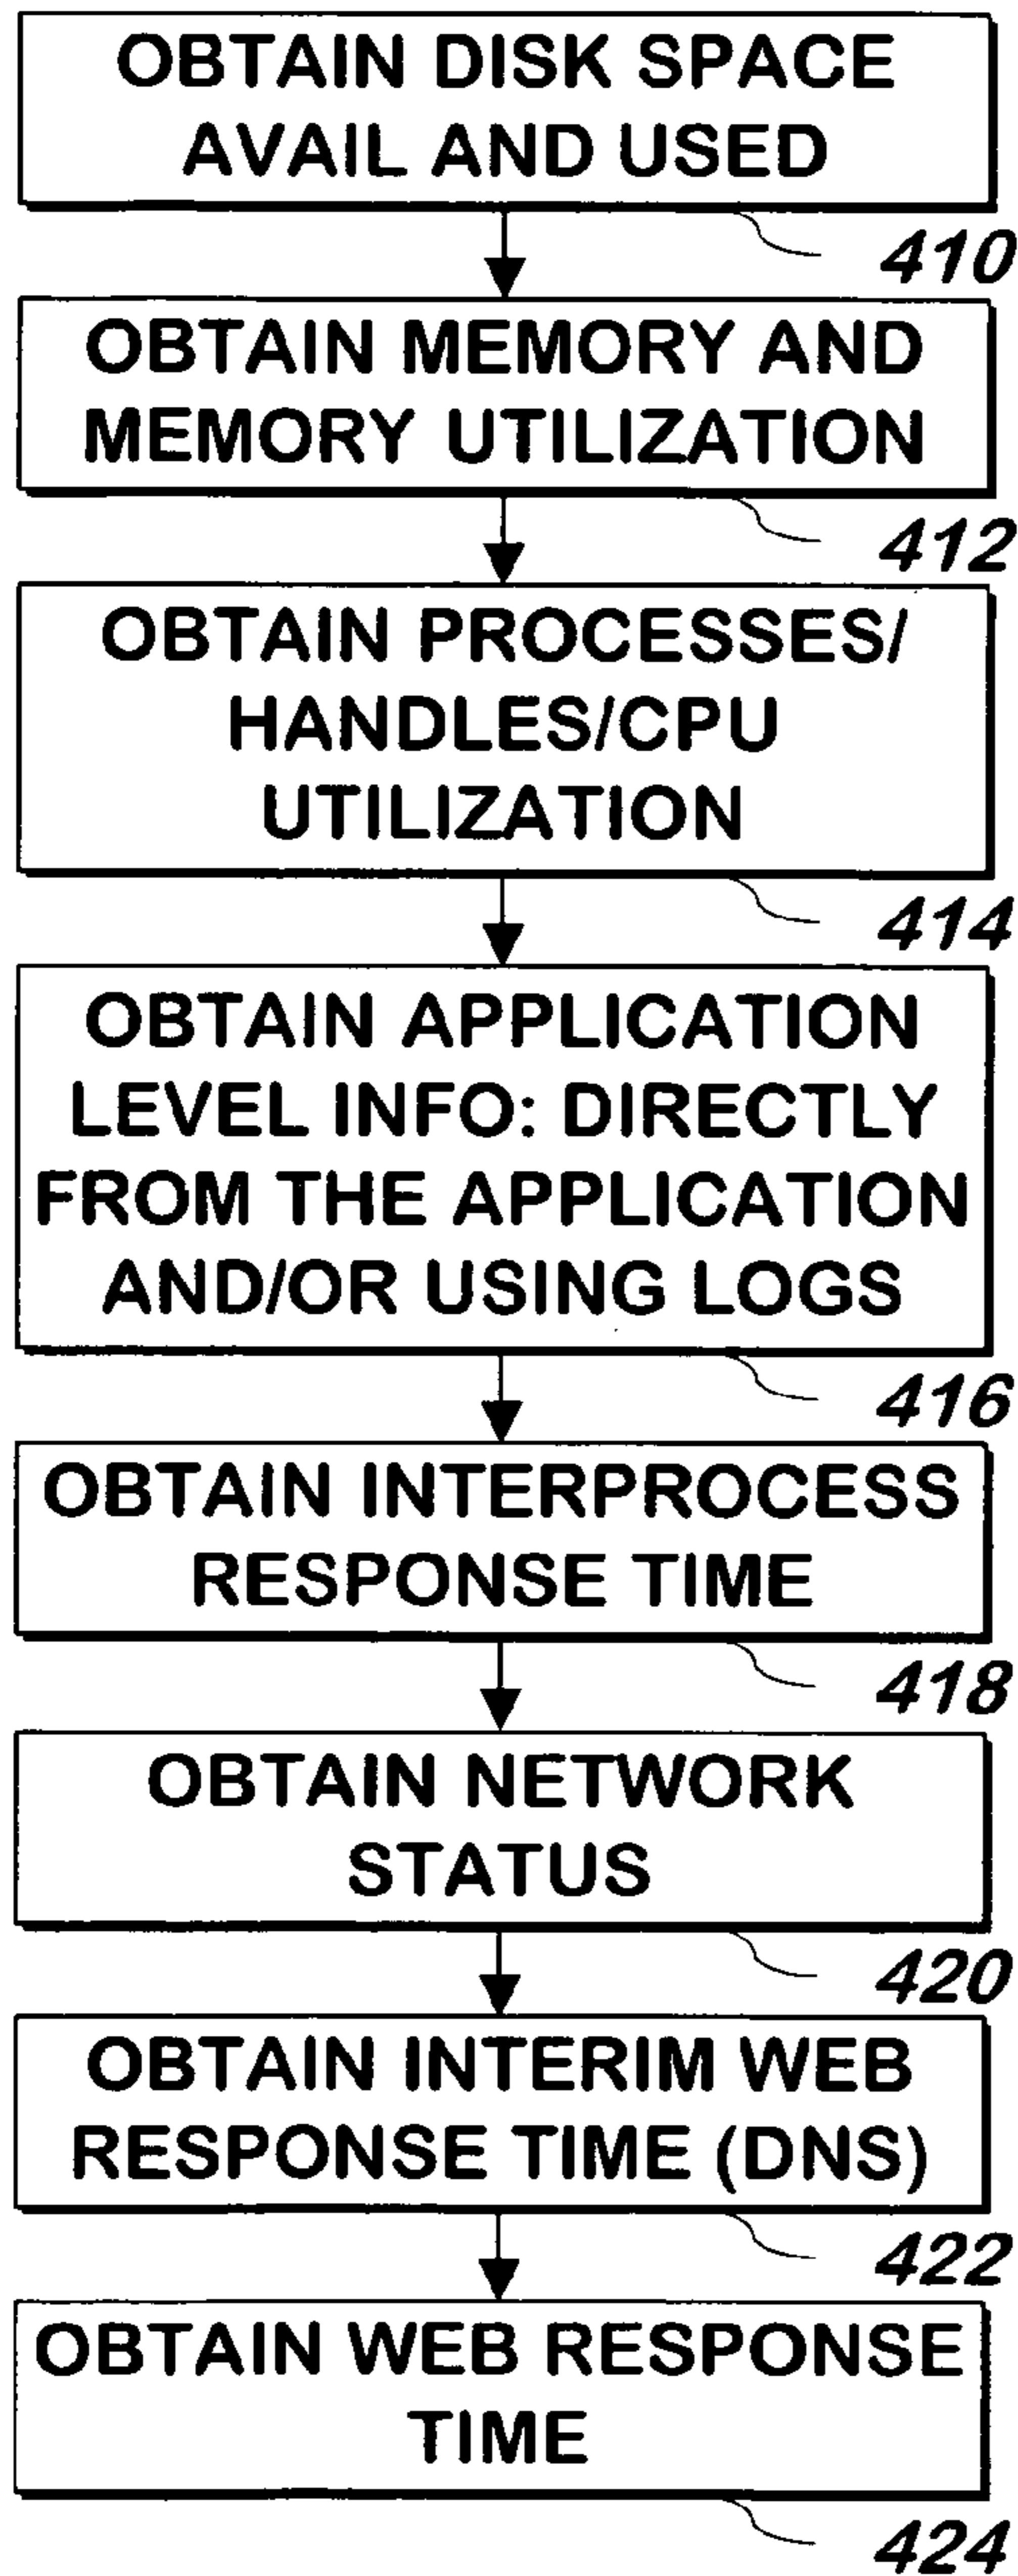 OBTAIN DISK SPACE
AVAIL AND USED
410
OBTAIN MEMORY AND
MEMORY UTILIZATION
412
OBTAIN PROCESSES/
HANDLES/CPU
UTILIZATION
414
OBTAIN APPLICATION
LEVEL INFO: DIRECTLY
FROM THE APPLICATION
AND/OR USING LOGS
416
OBTAIN INTERPROCESS
RESPONSE TIME
418
OBTAIN NETWORK
STATUS
420
OBTAIN INTERIM WEB
RESPONSE TIME (DNS)
422
OBTAIN WEB RESPONSE
TIME
424